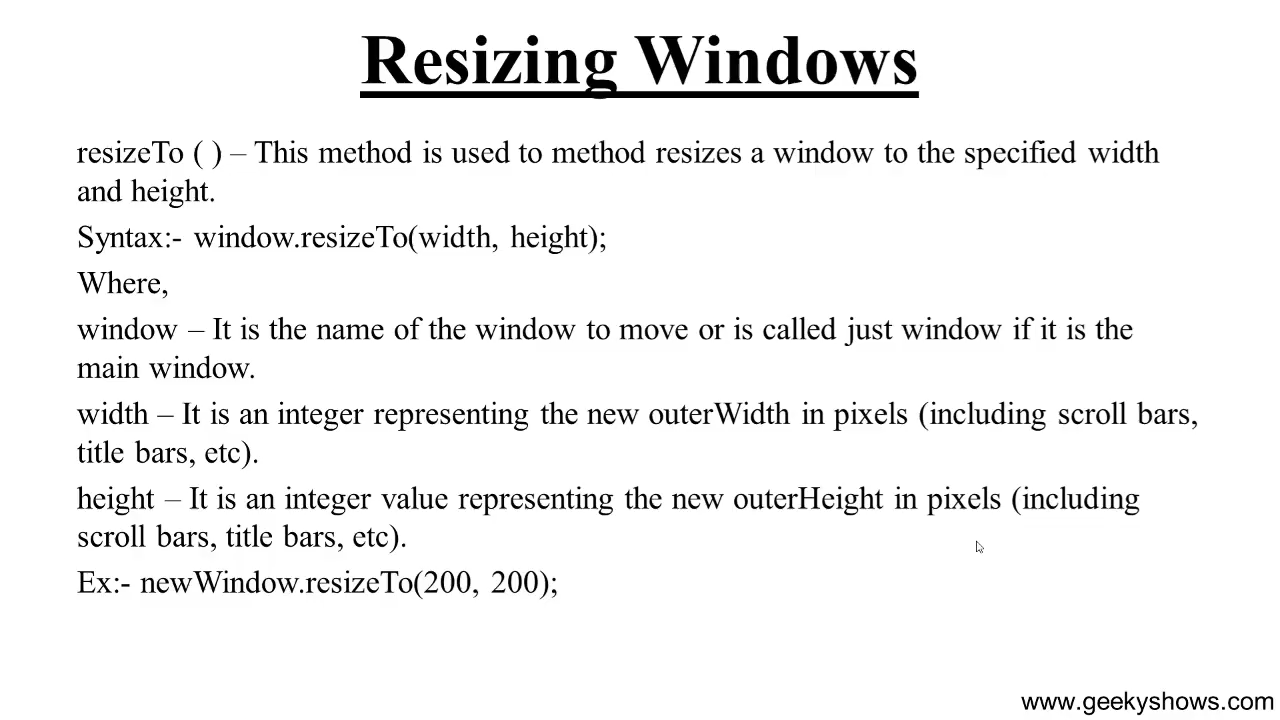 Resizing Windows
resizeTo ( ) – This method is used to method resizes a window to the specified width
and height.
Syntax:- window.resizeTo(width, height);
Where,
window – It is the name of the window to move or is called just window if it is the
main window.
width – It is an integer representing the new outerWidth in pixels (including scroll bars,
title bars, etc).
height – It is an integer value representing the new outerHeight in pixels (including
scroll bars, title bars, etc).
Ex:- newWindow.resizeTo(200, 200);
www.geekyshows.com